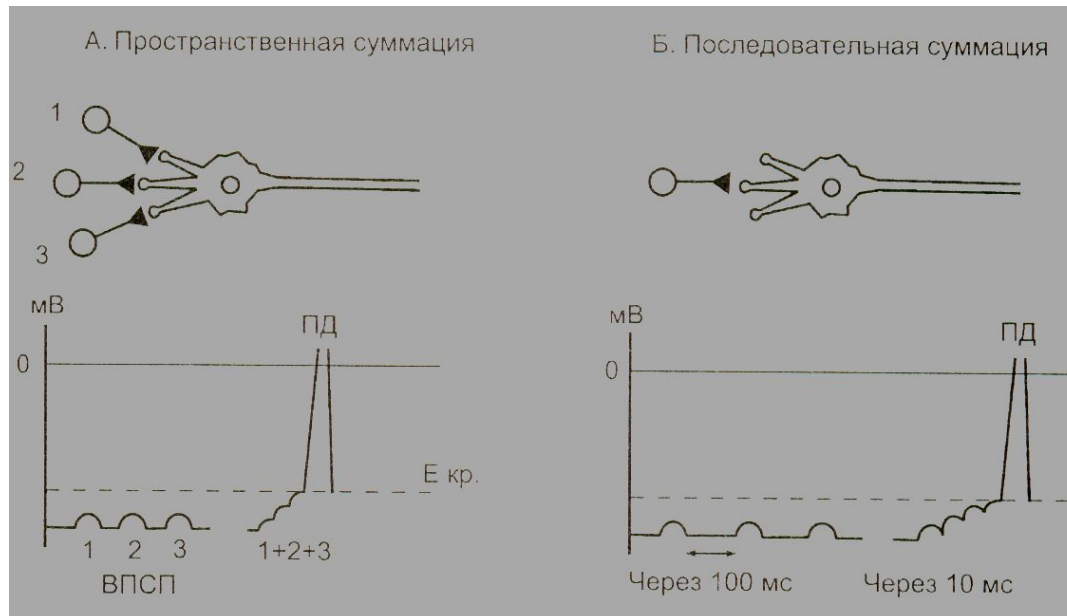 А. Пространственная суммация
1
2
3
мВ
0
ПД
Е кр.
1 2 3
1+2+3
ВПСП
Б. Последовательная суммация
мВ
0
ПД
Через 100 мс
Через 10 мс